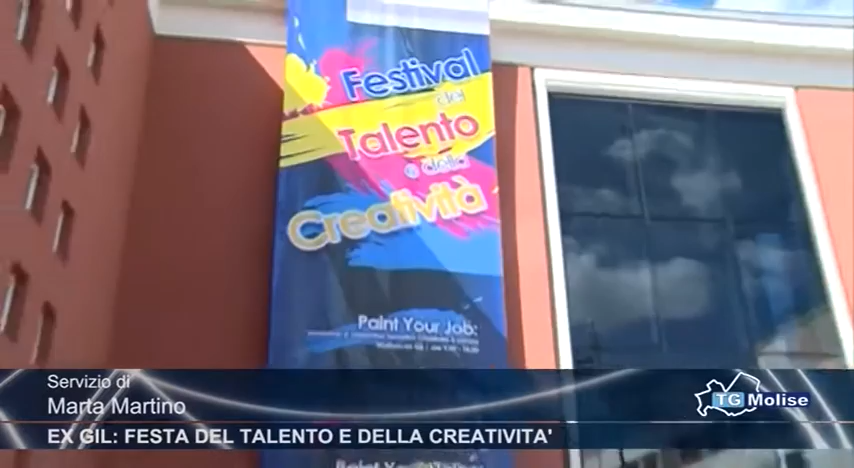 Festival
del
Talento
e della
Creatività
Paint Your Job:
Servizio di
Marta Martino
EX GIL: FESTA DEL TALENTO E DELLA CREATIVITA'
TG Molise